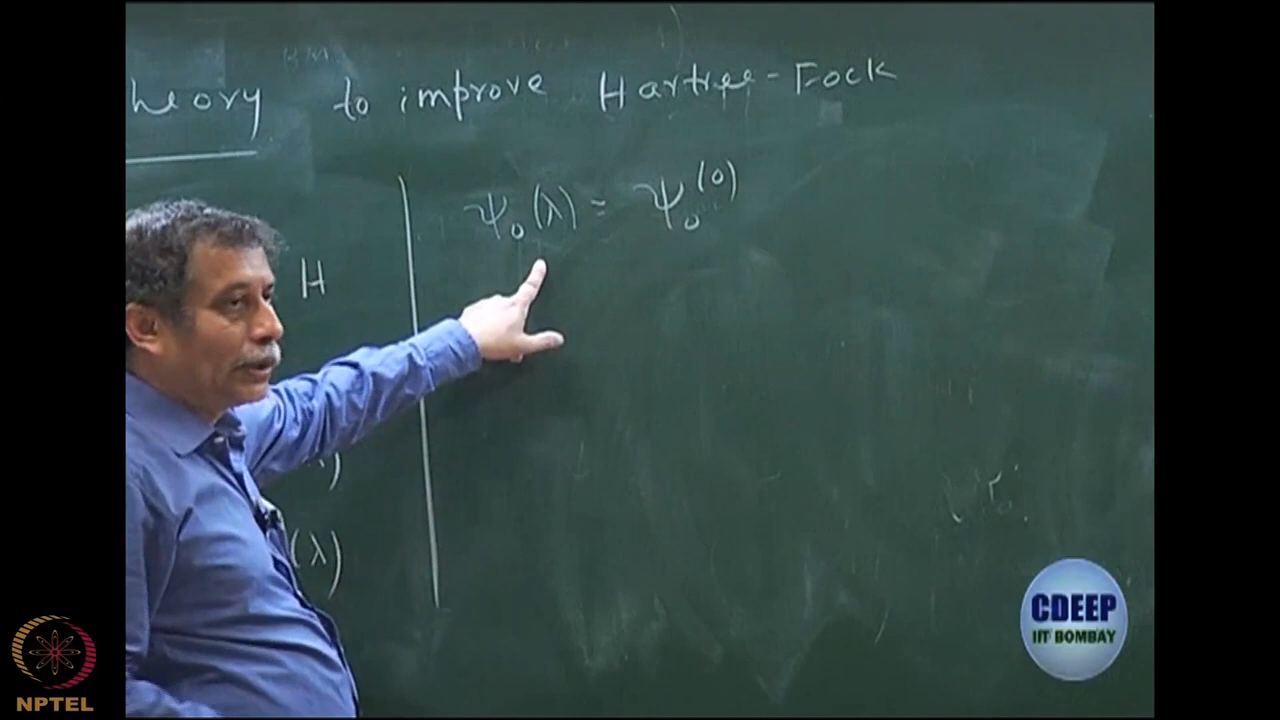 heory to improve Hartree-Fock
ψ₀(λ) = ψ₀⁽⁰⁾
H
)
(λ)
CDEEP
IIT BOMBAY
NPTEL